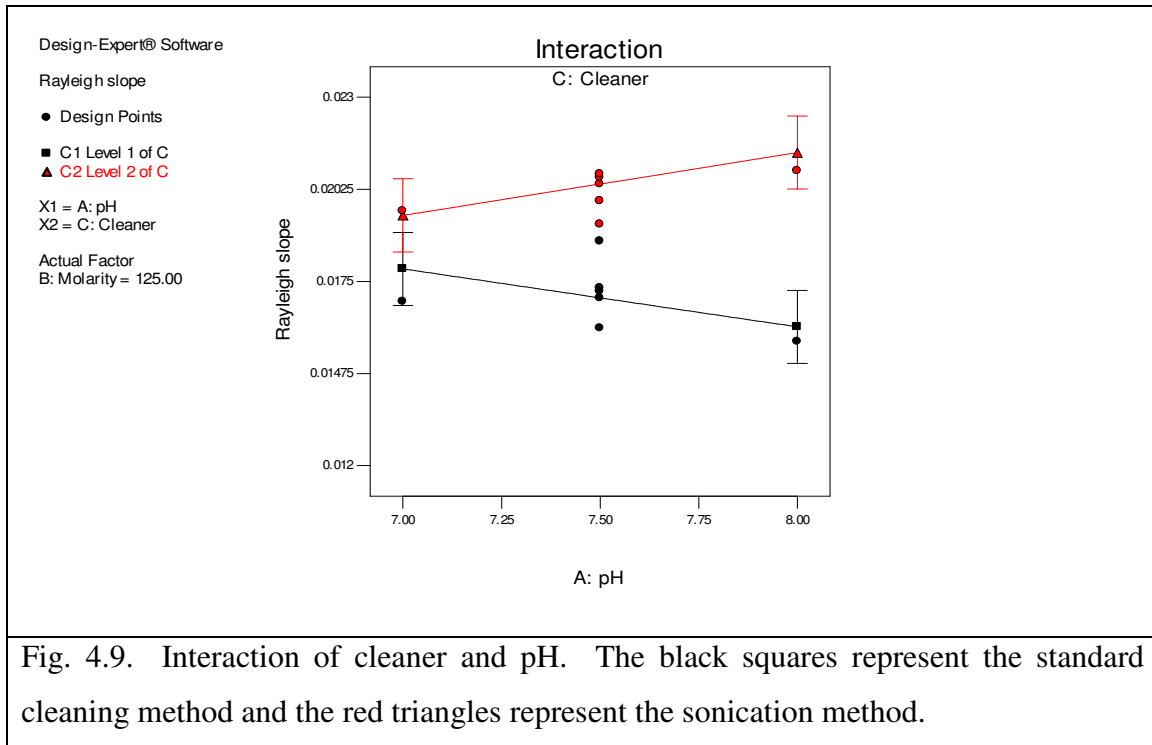 Design-Expert® Software
Rayleigh slope
Design Points
C1 Level 1 of C
C2 Level 2 of C
X1 = A: pH
X2 = C: Cleaner
Actual Factor
B: Molarity = 125.00
Interaction
C: Cleaner
0.023
0.02025
0.0175
0.01475
0.012
Rayleigh slope
7.00 7.25 7.50 7.75 8.00
A: pH
Fig. 4.9. Interaction of cleaner and pH. The black squares represent the standard
cleaning method and the red triangles represent the sonication method.